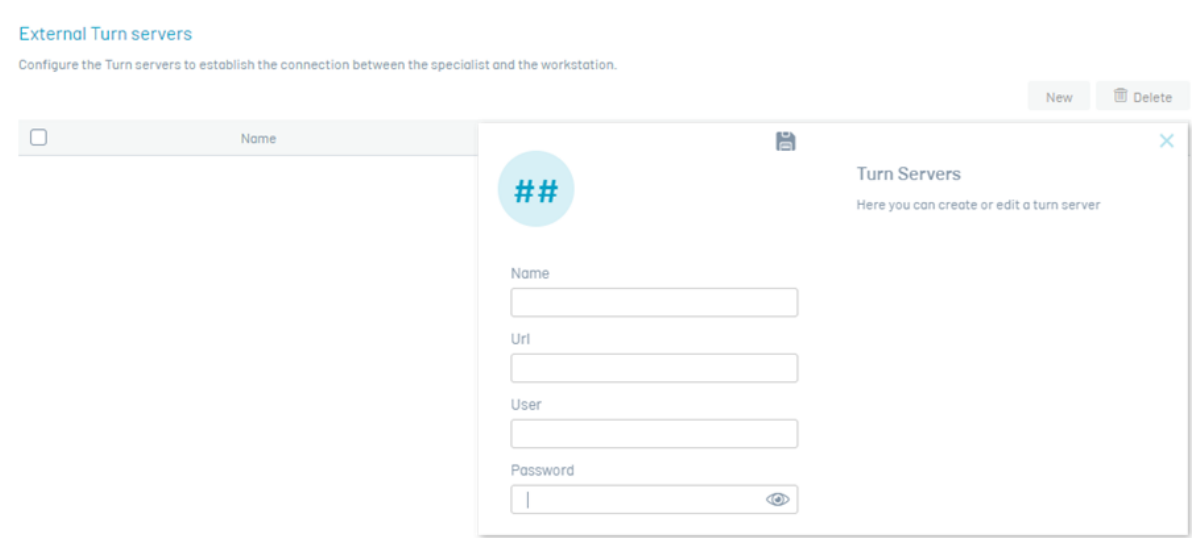 External Turn servers
Configure the Turn servers to establish the connection between the specialist and the workstation.
New
Delete
Name
##
Turn Servers
Here you can create or edit a turn server
Name
Url
User
Password